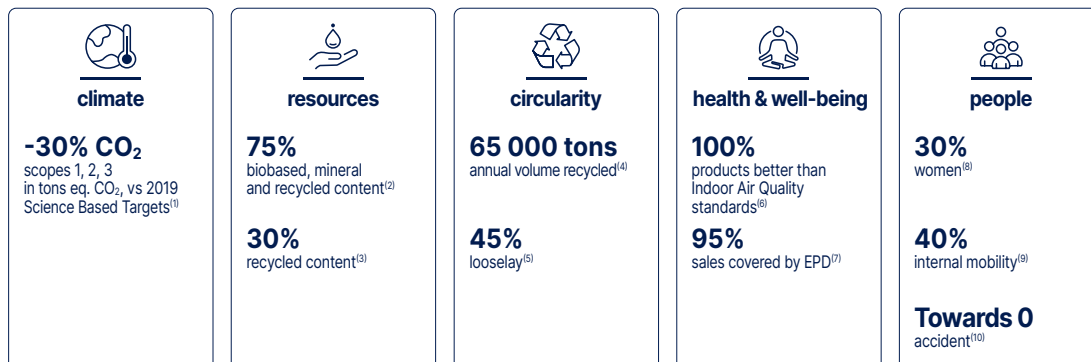 climate
-30% CO₂
scopes 1, 2, 3
in tons eq. CO₂, vs 2019
Science Based Targets(1)
resources
75%
biobased, mineral
and recycled content(2)
30%
recycled content(3)
circularity
65 000 tons
annual volume recycled(4)
45%
looselay(5)
health & well-being
100%
products better than
Indoor Air Quality
standards(6)
95%
sales covered by EPD(7)
people
30%
women(8)
40%
internal mobility(9)
Towards 0
accident(10)